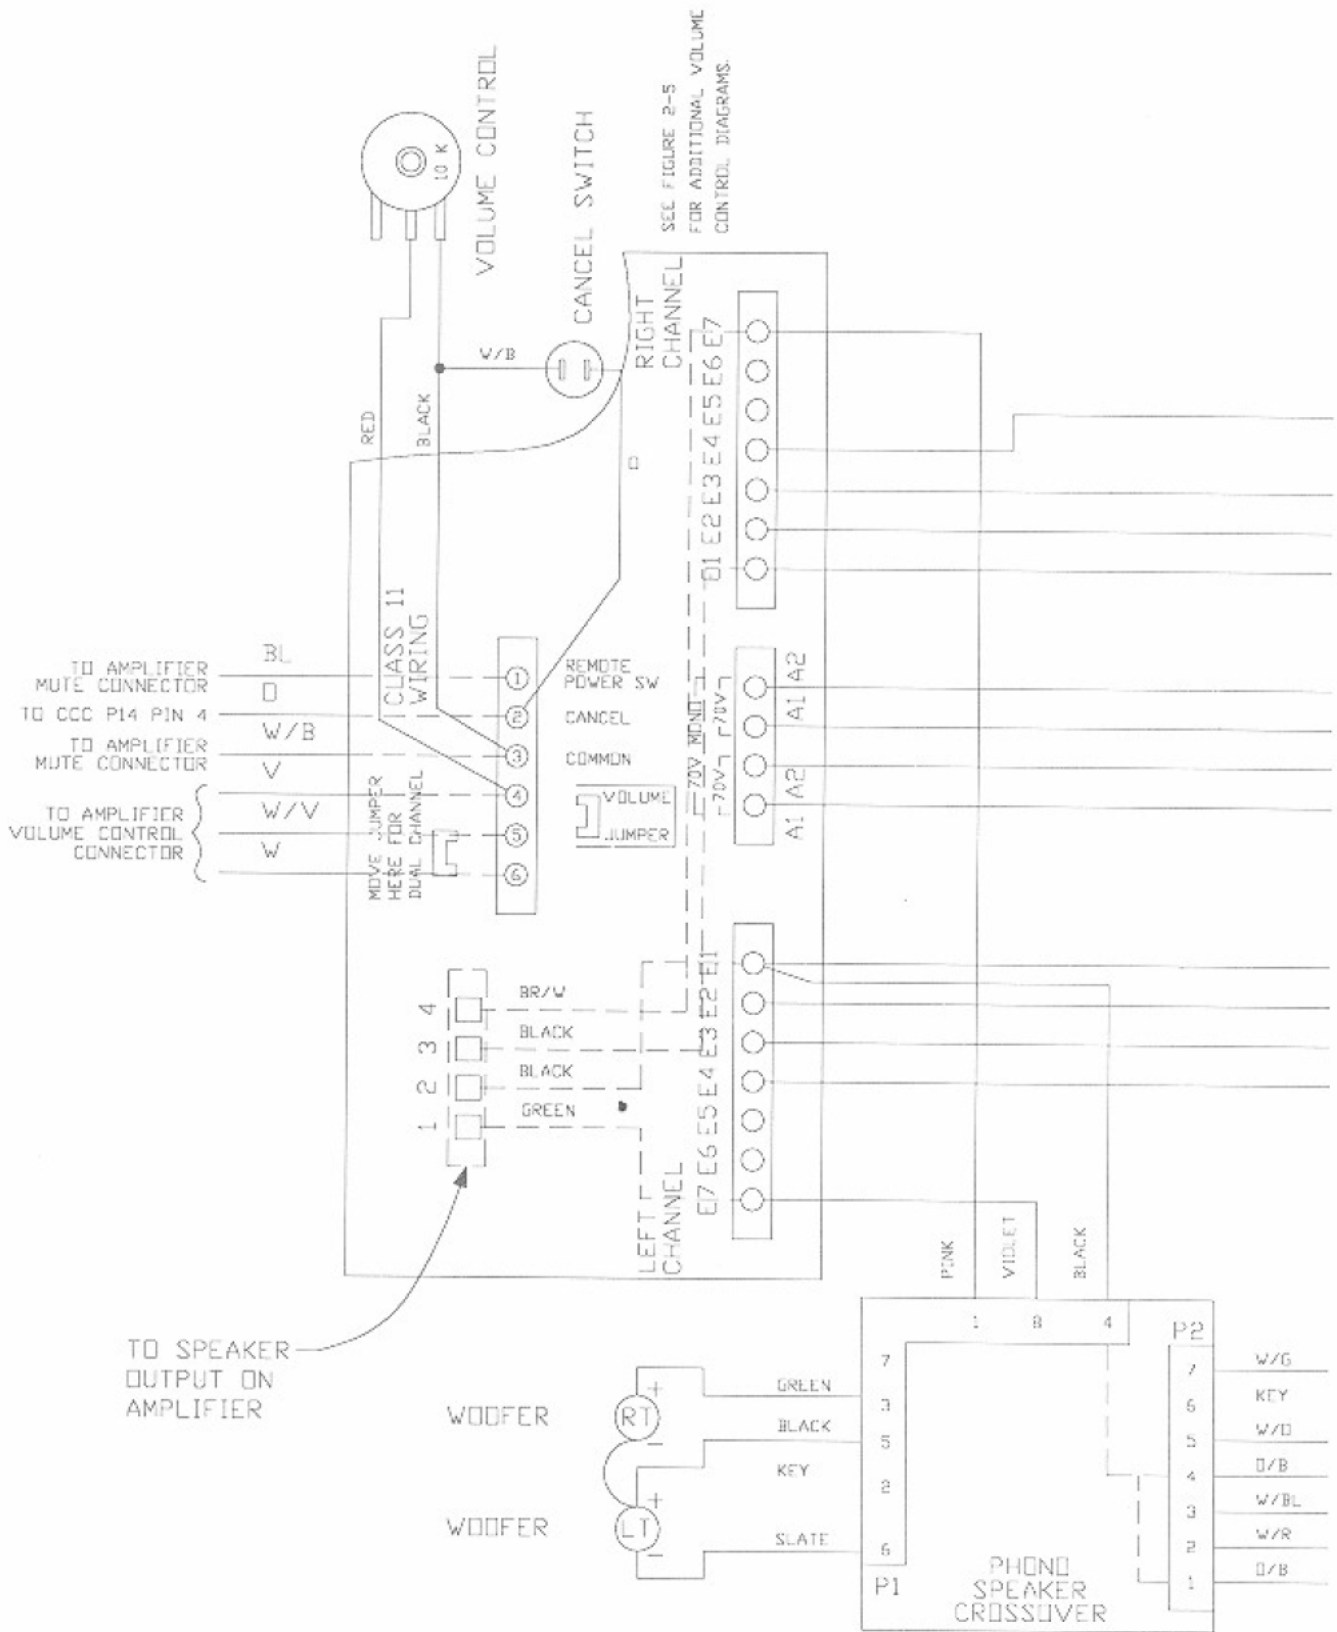 VOLUME CONTROL
10 K
CANCEL SWITCH
SEE FIGURE 2-5
FOR ADDITIONAL VOLUME
CONTROL DIAGRAMS.
RED
BLACK
W/B
O
RIGHT
CHANNEL
E7
E6
E5
E4
E3
E2
CLASS 11
WIRING
TO AMPLIFIER
MUTE CONNECTOR
BL
TO CCC P14 PIN 4
O
TO AMPLIFIER
MUTE CONNECTOR
W/B
TO AMPLIFIER
VOLUME CONTROL
CONNECTOR
V
W/V
W
MOVE JUMPER
HERE FOR
DUAL CHANNEL
1
2
3
4
5
6
REMOTE
POWER SW
CANCEL
COMMON
VOLUME
JUMPER
70V MONO
70V
70V
A2
A1
A2
A1
4
3
2
1
BR/W
BLACK
BLACK
GREEN
E1
E2
E3
E4
E5
E6
E7
LEFT
CHANNEL
TO SPEAKER
OUTPUT ON
AMPLIFIER
PINK
VIOLET
BLACK
1
8
4
WOOFER
RT
+
-
WOOFER
LT
+
-
GREEN
BLACK
KEY
SLATE
7
3
5
2
6
P1
PHONO
SPEAKER
CROSSOVER
P2
7
6
5
4
3
2
1
W/G
KEY
W/O
O/B
W/BL
W/R
O/B